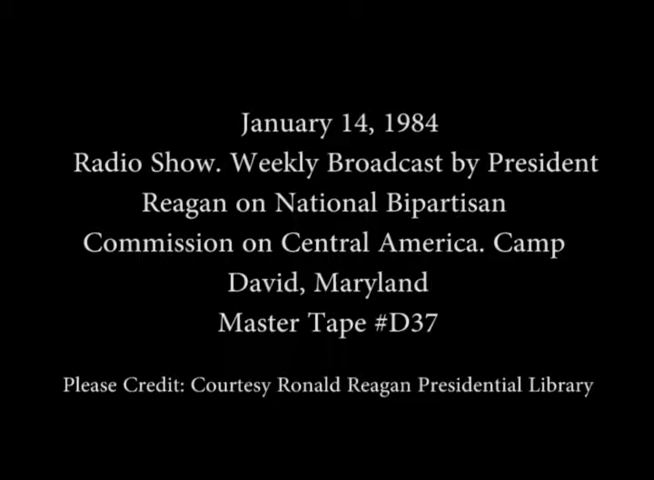 January 14, 1984
Radio Show. Weekly Broadcast by President
Reagan on National Bipartisan
Commission on Central America. Camp
David, Maryland
Master Tape #D37
Please Credit: Courtesy Ronald Reagan Presidential Library